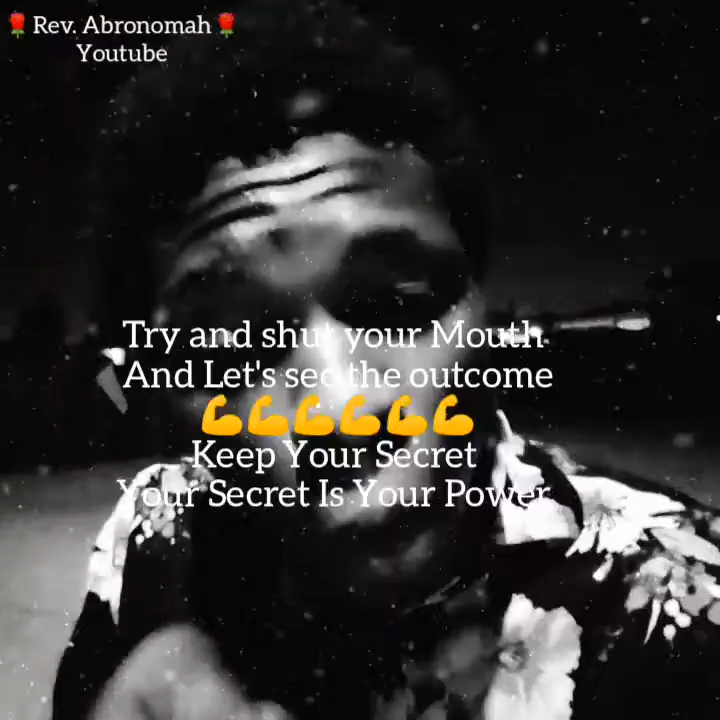 🌹Rev. Abronomah🌹
Youtube
Try and shut your Mouth
And Let's see the outcome
💪💪💪💪💪💪
Keep Your Secret
Your Secret Is Your Power